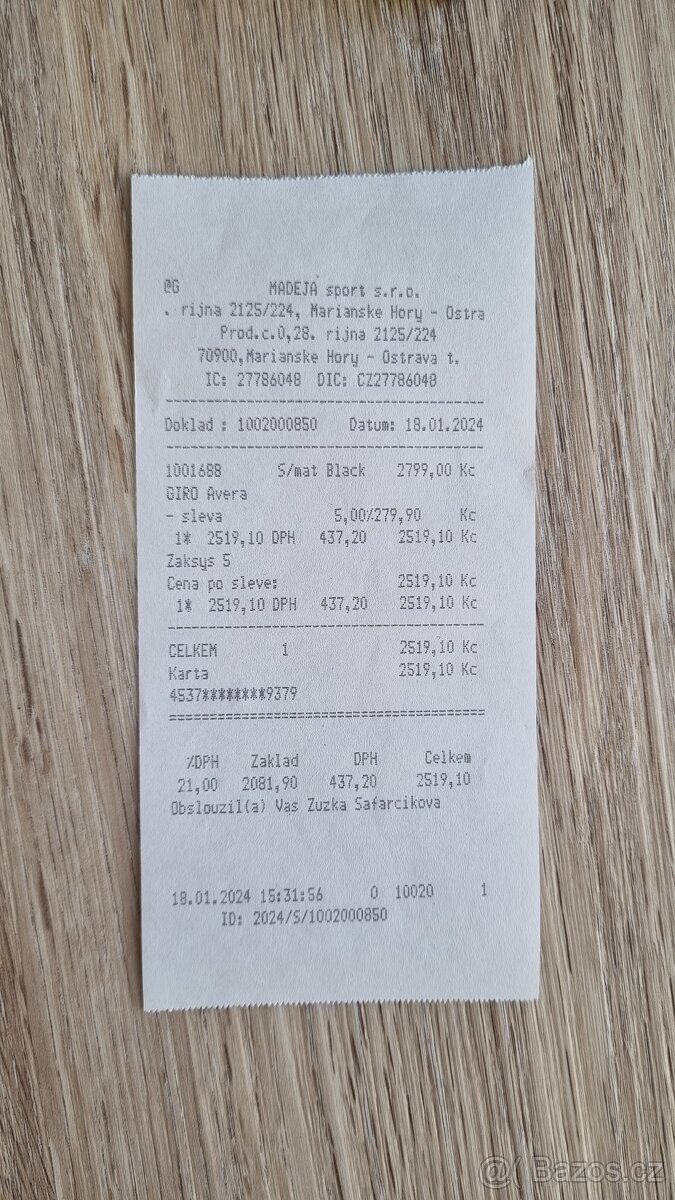 @G MADEJA sport s.r.o.
. rijna 2125/224, Marianske Hory - Ostra
Prod.c.0,28. rijna 2125/224
70900,Marianske Hory - Ostrava t.
IC: 27786048 DIC: CZ27786048
Doklad : 1002000850 Datum: 18.01.2024
1001688 S/mat Black 2799,00 Kc
GIRO Avera
- sleva 5,00%279,90 Kc
1* 2519,10 DPH 437,20 2519,10 Kc
Zaksys 5
Cena po sleve: 2519,10 Kc
1* 2519,10 DPH 437,20 2519,10 Kc
CELKEM 1 2519,10 Kc
Karta 2519,10 Kc
4537********9379
%DPH Zaklad DPH Celkem
21,00 2081,90 437,20 2519,10
Obslouzil(a) Vas Zuzka Safarcikova
18.01.2024 15:31:56 0 10020 1
ID: 2024/S/1002000850
@ Bazos.cz